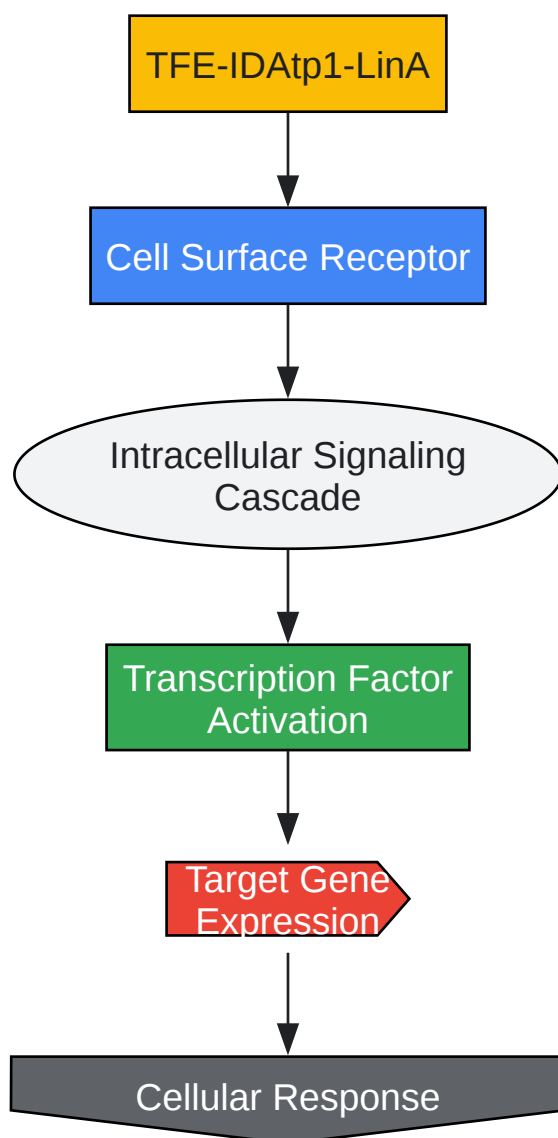 TFE-IDAtp1-LinA
Cell Surface Receptor
Intracellular Signaling
Cascade
Transcription Factor
Activation
Target Gene
Expression
Cellular Response